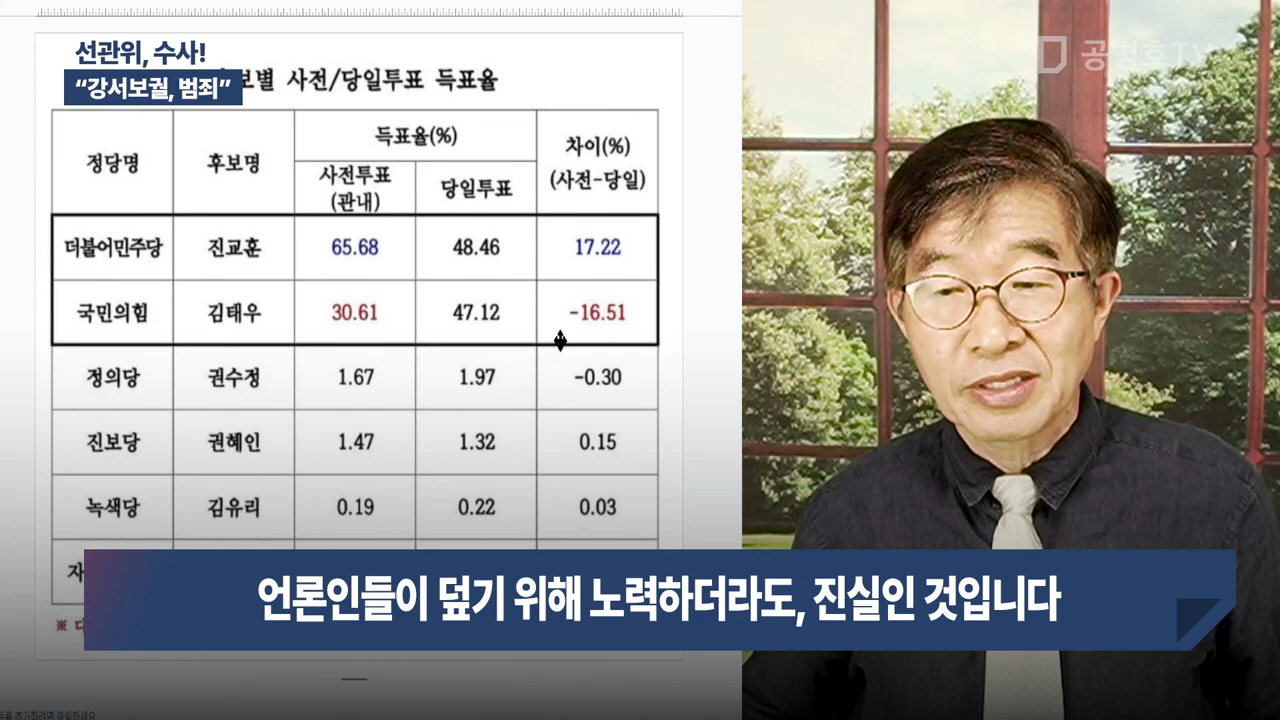 선관위, 수사!
“강서보궐, 범죄”
보별 사전/당일투표 득표율
공병호TV
정당명 후보명 득표율(%) 차이(%)
(사전-당일)
사전투표
(관내) 당일투표
더불어민주당 진교훈 65.68 48.46 17.22
국민의힘 김태우 30.61 47.12 -16.51
정의당 권수정 1.67 1.97 -0.30
진보당 권혜인 1.47 1.32 0.15
녹색당 김유리 0.19 0.22 0.03
자
언론인들이 덮기 위해 노력하더라도, 진실인 것입니다
※